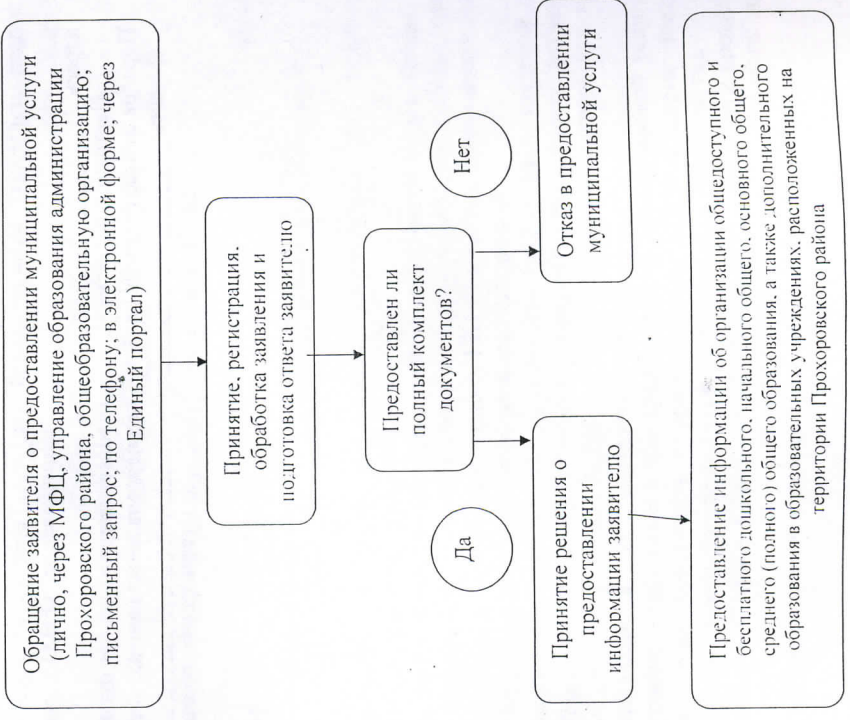 Обращение заявителя о предоставлении муниципальной услуги
(лично, через МФЦ, управление образования администрации
Прохоровского района, общеобразовательную организацию;
письменный запрос; по телефону; в электронной форме; через
Единый портал)
Принятие, регистрация,
обработка заявления и
подготовка ответа заявителю
Предоставлен ли
полный комплект
документов?
Да
Нет
Принятие решения о
предоставлении
информации заявителю
Отказ в предоставлении
муниципальной услуги
Предоставление информации об организации общедоступного и
бесплатного дошкольного, начального общего, основного общего,
среднего (полного) общего образования, а также дополнительного
образования в образовательных учреждениях, расположенных на
территории Прохоровского района